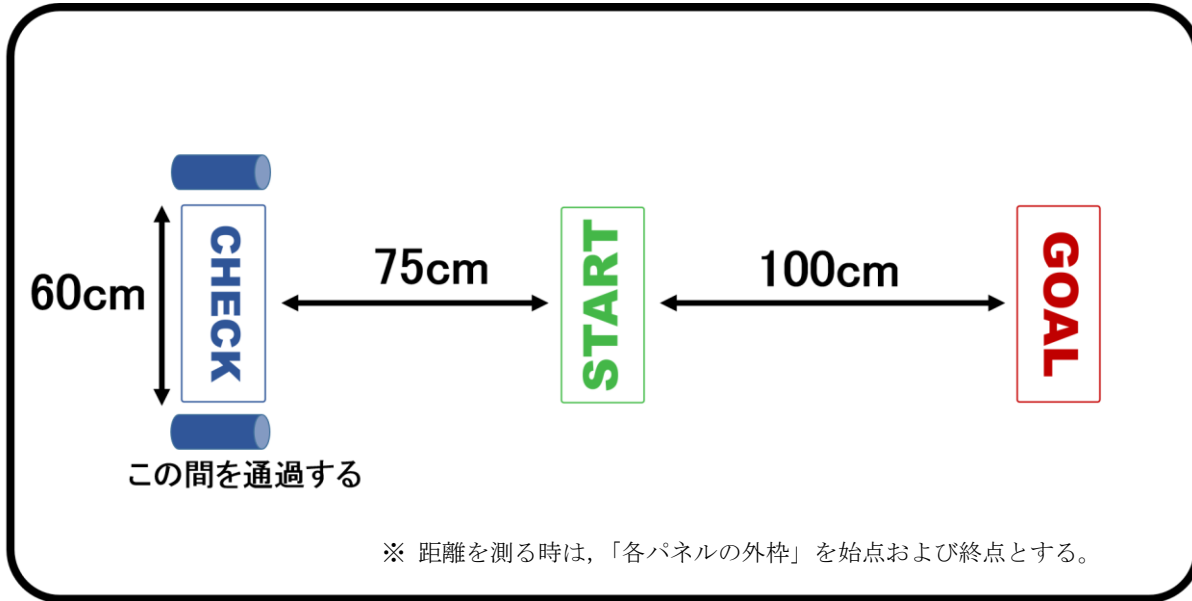 60cm
CHECK
75cm
START
100cm
GOAL
この間を通過する
※ 距離を測る時は,「各パネルの外枠」を始点および終点とする。